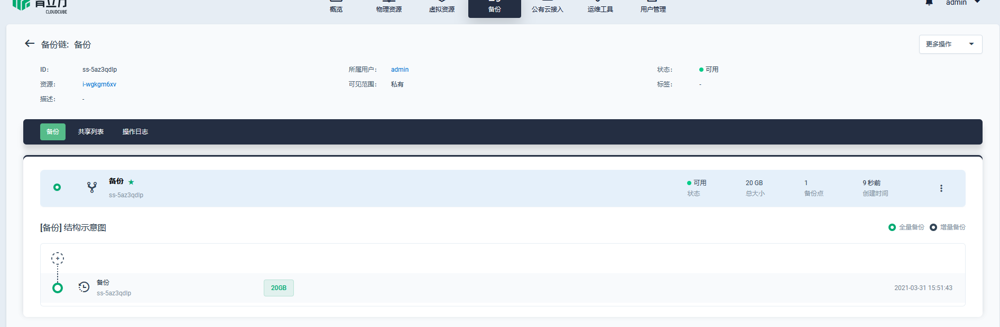 CLOUDCUBE
概览
物理资源
虚拟资源
备份
公有云接入
运维工具
用户管理
admin
备份链: 备份
更多操作
ID: ss-5az3qdlp
所属用户: admin
状态: 可用
资源: i-wgkgm6xv
可见范围: 私有
标签: -
描述: -
备份
共享列表
操作日志
备份
ss-5az3qdlp
可用
状态
20 GB
总大小
1
备份点
9 秒前
创建时间
[备份] 结构示意图
全量备份
增量备份
备份
ss-5az3qdlp
20GB
2021-03-31 15:51:43